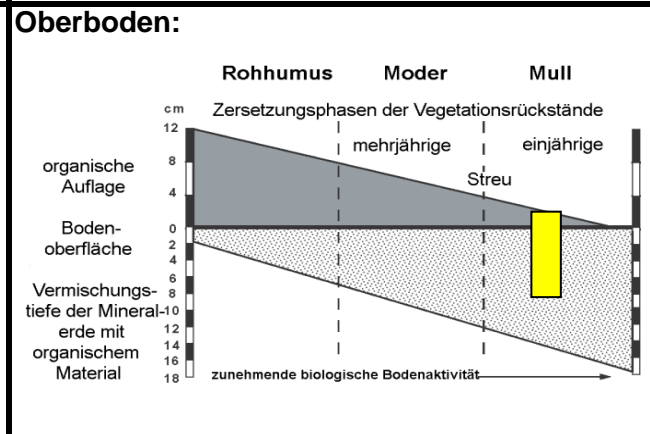 Oberboden:
Rohhumus Moder Mull
cm Zersetzungsphasen der Vegetationsrückstände
12
mehrjährige einjährige
8
organische
Auflage
Streu
4
Boden-
oberfläche
0
2
4
6
8
10
12
14
16
18
Vermischungs-
tiefe der Mineral-
erde mit
organischem
Material
zunehmende biologische Bodenaktivität